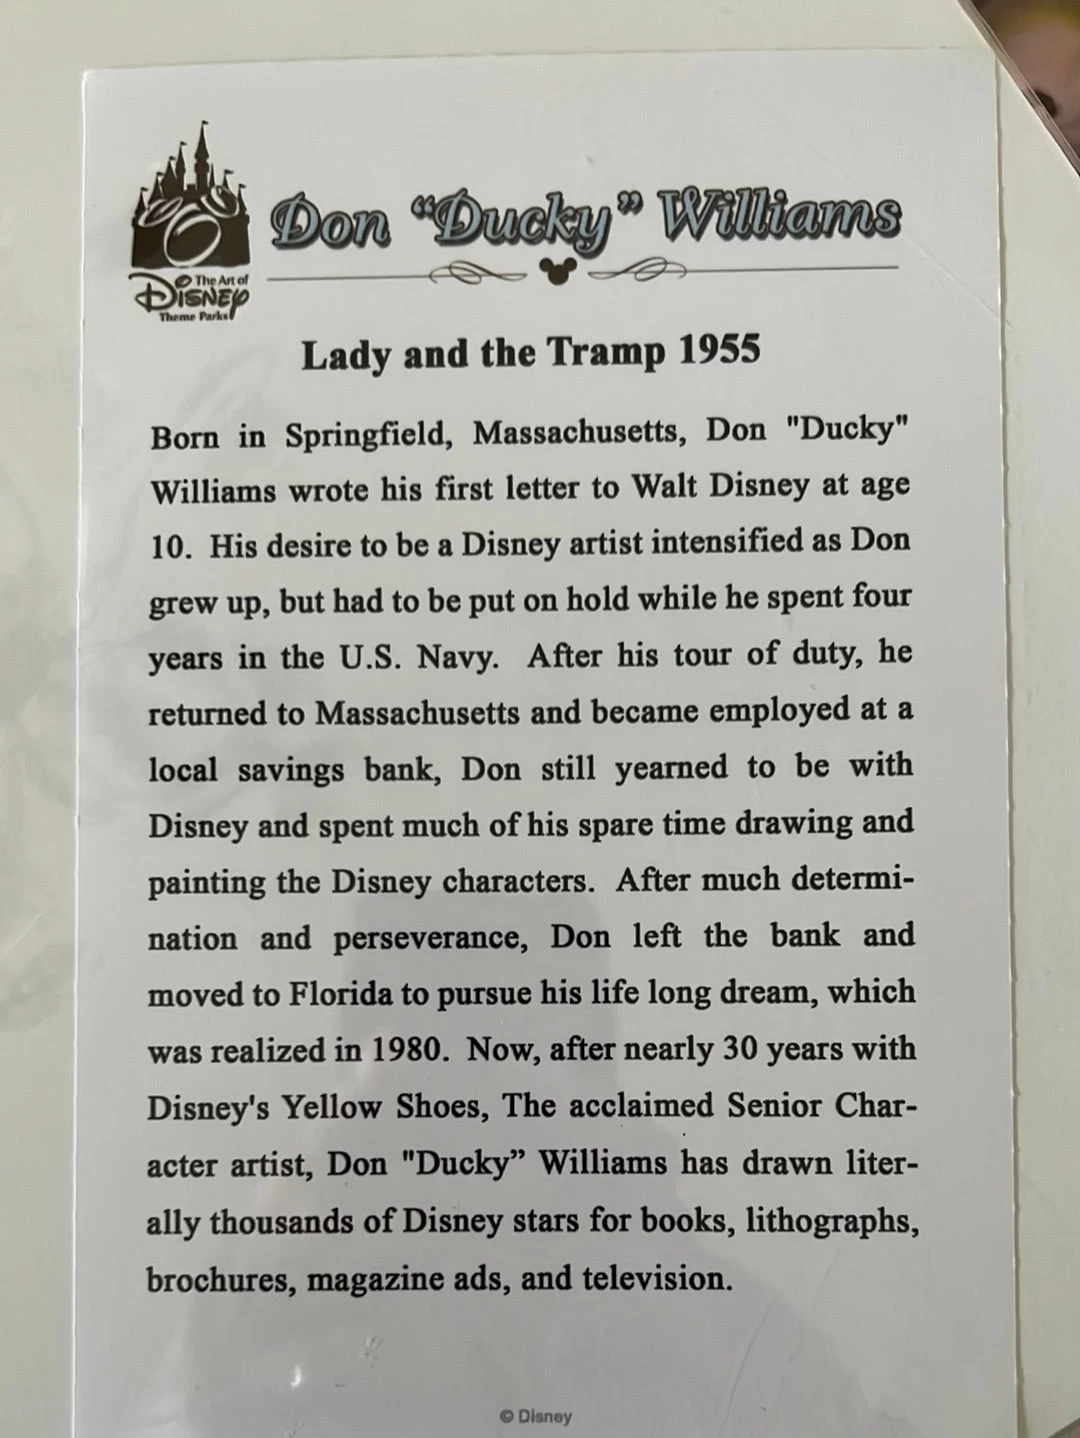 Don “Ducky” Williams
The Art of
Disney
Theme Parks
Lady and the Tramp 1955
Born in Springfield, Massachusetts, Don "Ducky"
Williams wrote his first letter to Walt Disney at age
10. His desire to be a Disney artist intensified as Don
grew up, but had to be put on hold while he spent four
years in the U.S. Navy. After his tour of duty, he
returned to Massachusetts and became employed at a
local savings bank, Don still yearned to be with
Disney and spent much of his spare time drawing and
painting the Disney characters. After much determi-
nation and perseverance, Don left the bank and
moved to Florida to pursue his life long dream, which
was realized in 1980. Now, after nearly 30 years with
Disney's Yellow Shoes, The acclaimed Senior Char-
acter artist, Don "Ducky” Williams has drawn liter-
ally thousands of Disney stars for books, lithographs,
brochures, magazine ads, and television.
© Disney